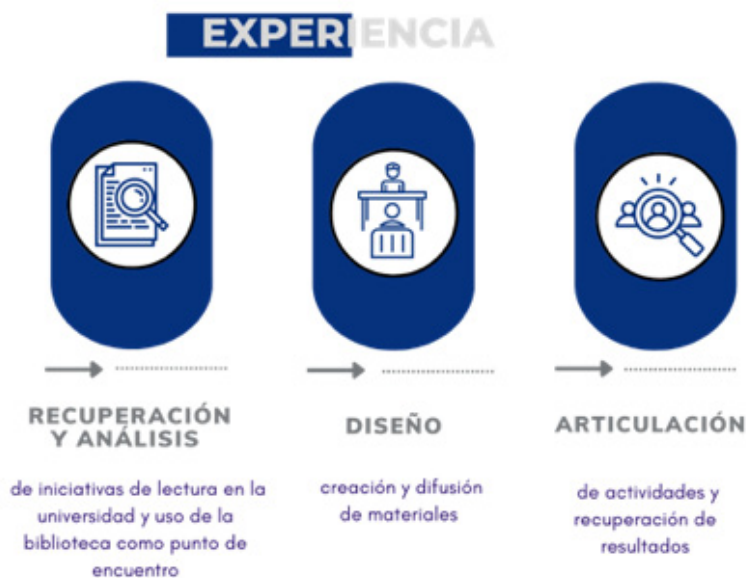 EXPERIENCIA
RECUPERACIÓN
Y ANÁLISIS
de iniciativas de lectura en la
universidad y uso de la
biblioteca como punto de
encuentro
DISEÑO
creación y difusión
de materiales
ARTICULACIÓN
de actividades y
recuperación de
resultados